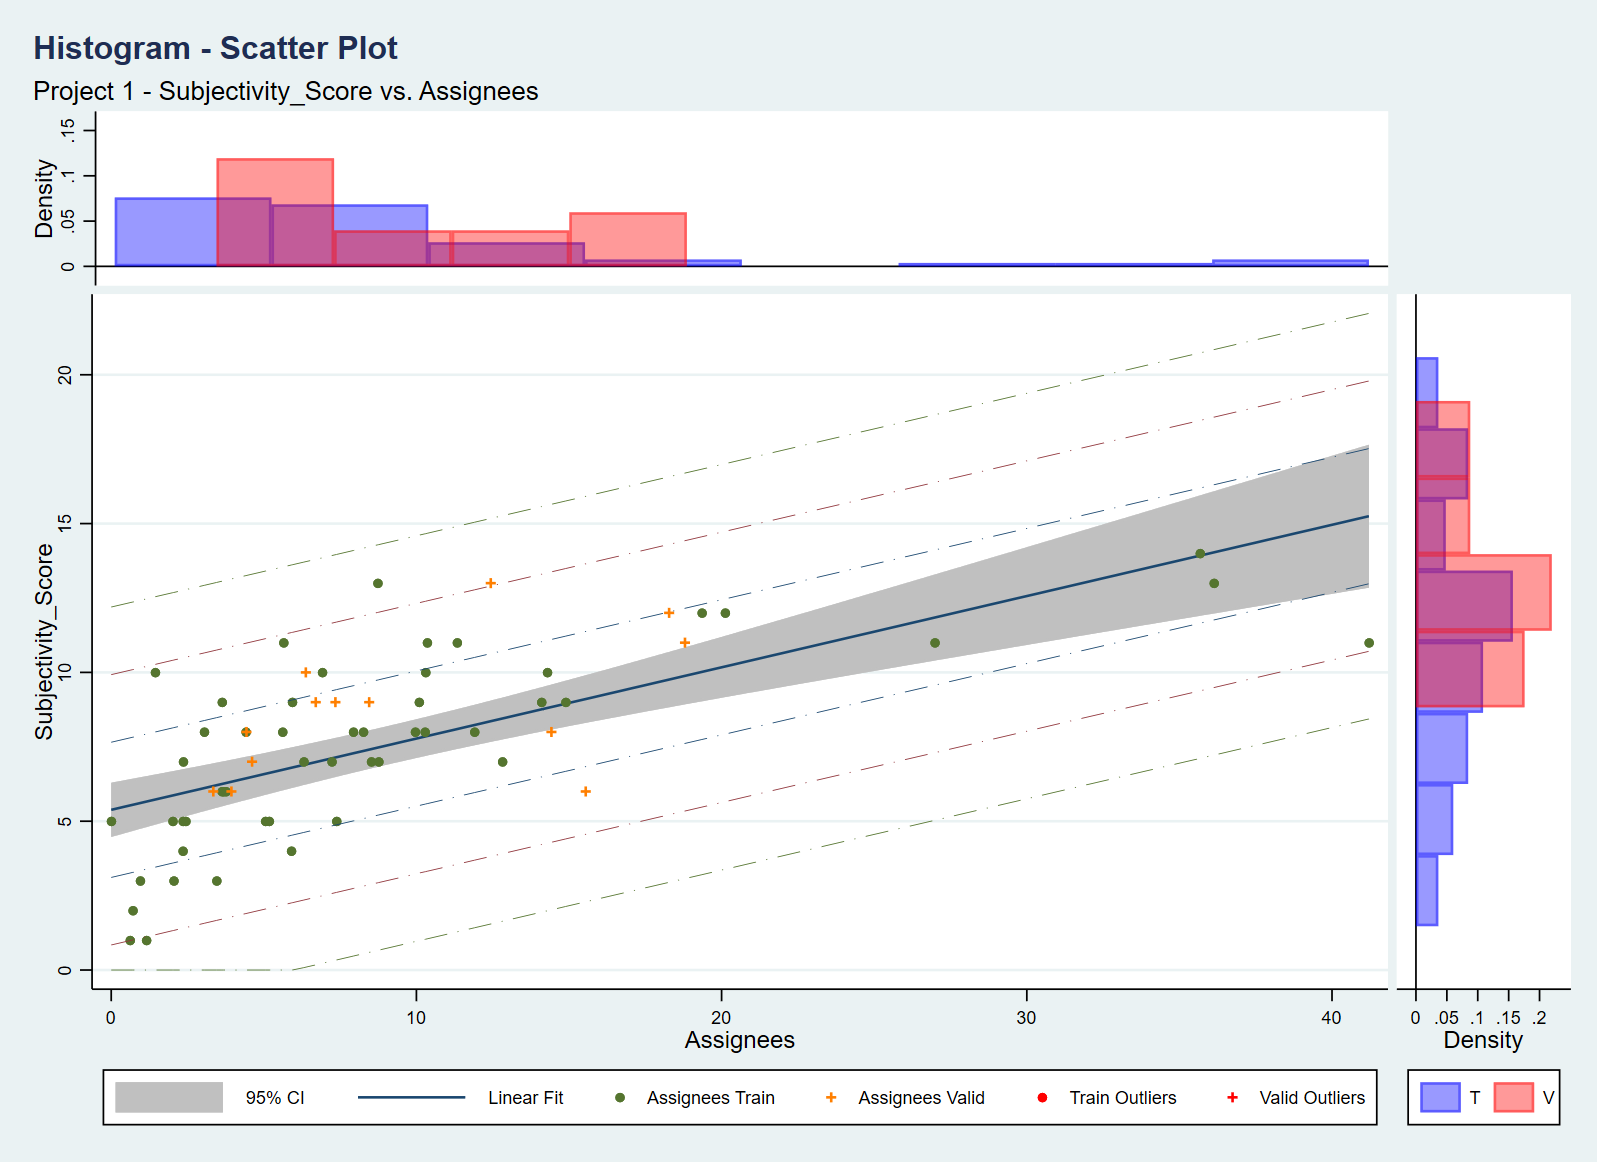 Histogram - Scatter Plot
Project 1 - Subjectivity_Score vs. Assignees
Density
.15
.1
.05
0
Subjectivity_Score
20
15
10
5
0
0 10 20 30 40
Assignees
0 .05 .1 .15 .2
Density
95% CI Linear Fit Assignees Train Assignees Valid Train Outliers Valid Outliers
T V